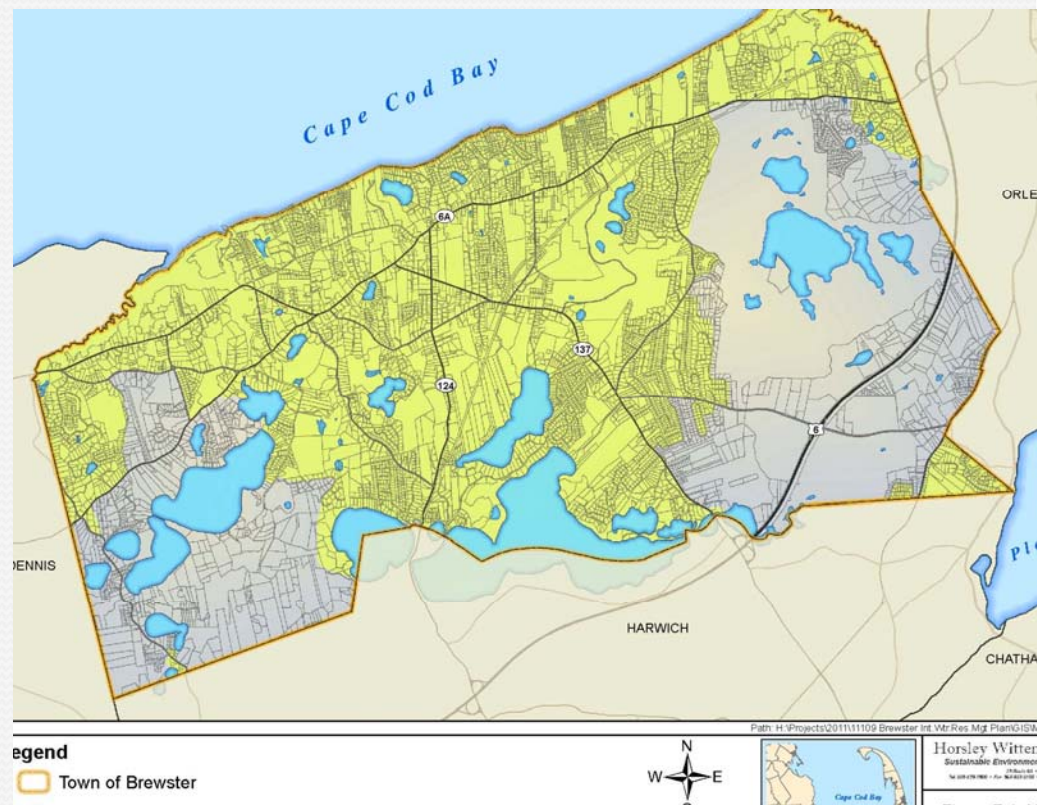 Cape Cod Bay
6A
ORLE
137
124
6
DENNIS
HARWICH
CHATHA
Path: H:\Projects\2011\11109 Brewster Int.Wtr.Res.Mgt Plan\GIS\M
egend
Town of Brewster
N
W E
Cape Cod Bay
Horsley Witten
Sustainable Environmen